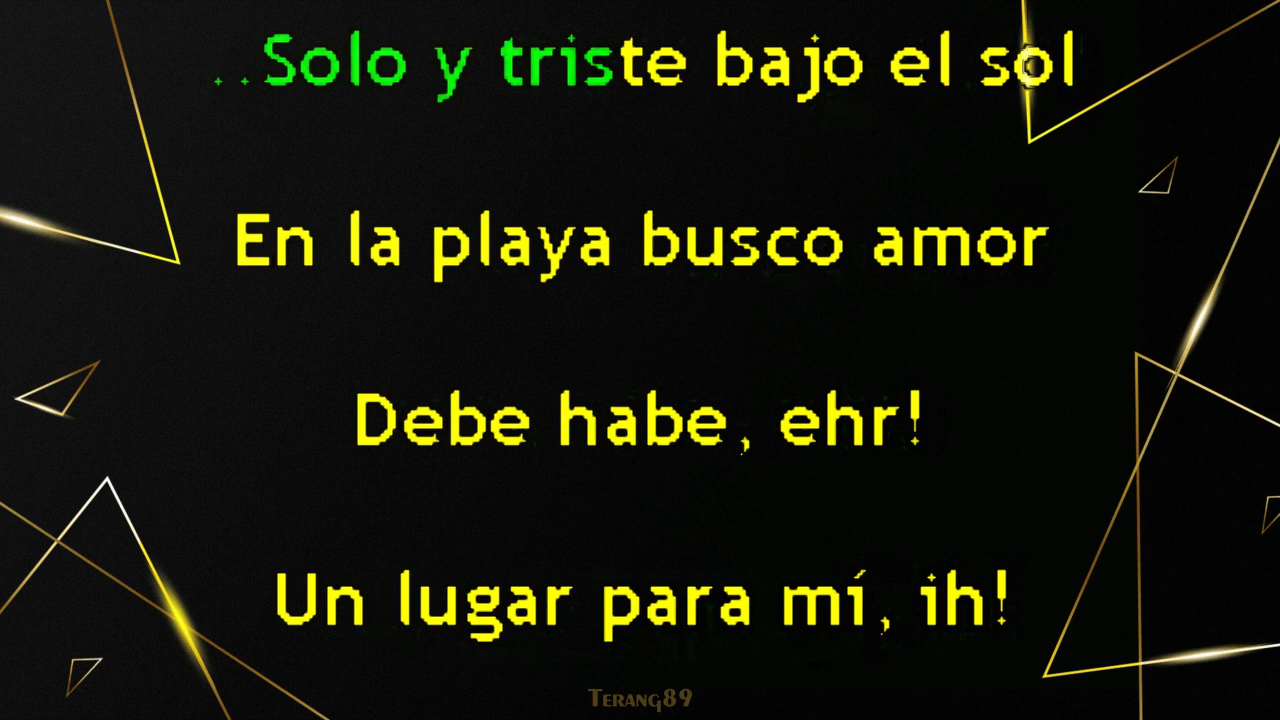 ..Solo y triste bajo el sol
En la playa busco amor
Debe habe, ehr!
Un lugar para mí, ih!
Terang89